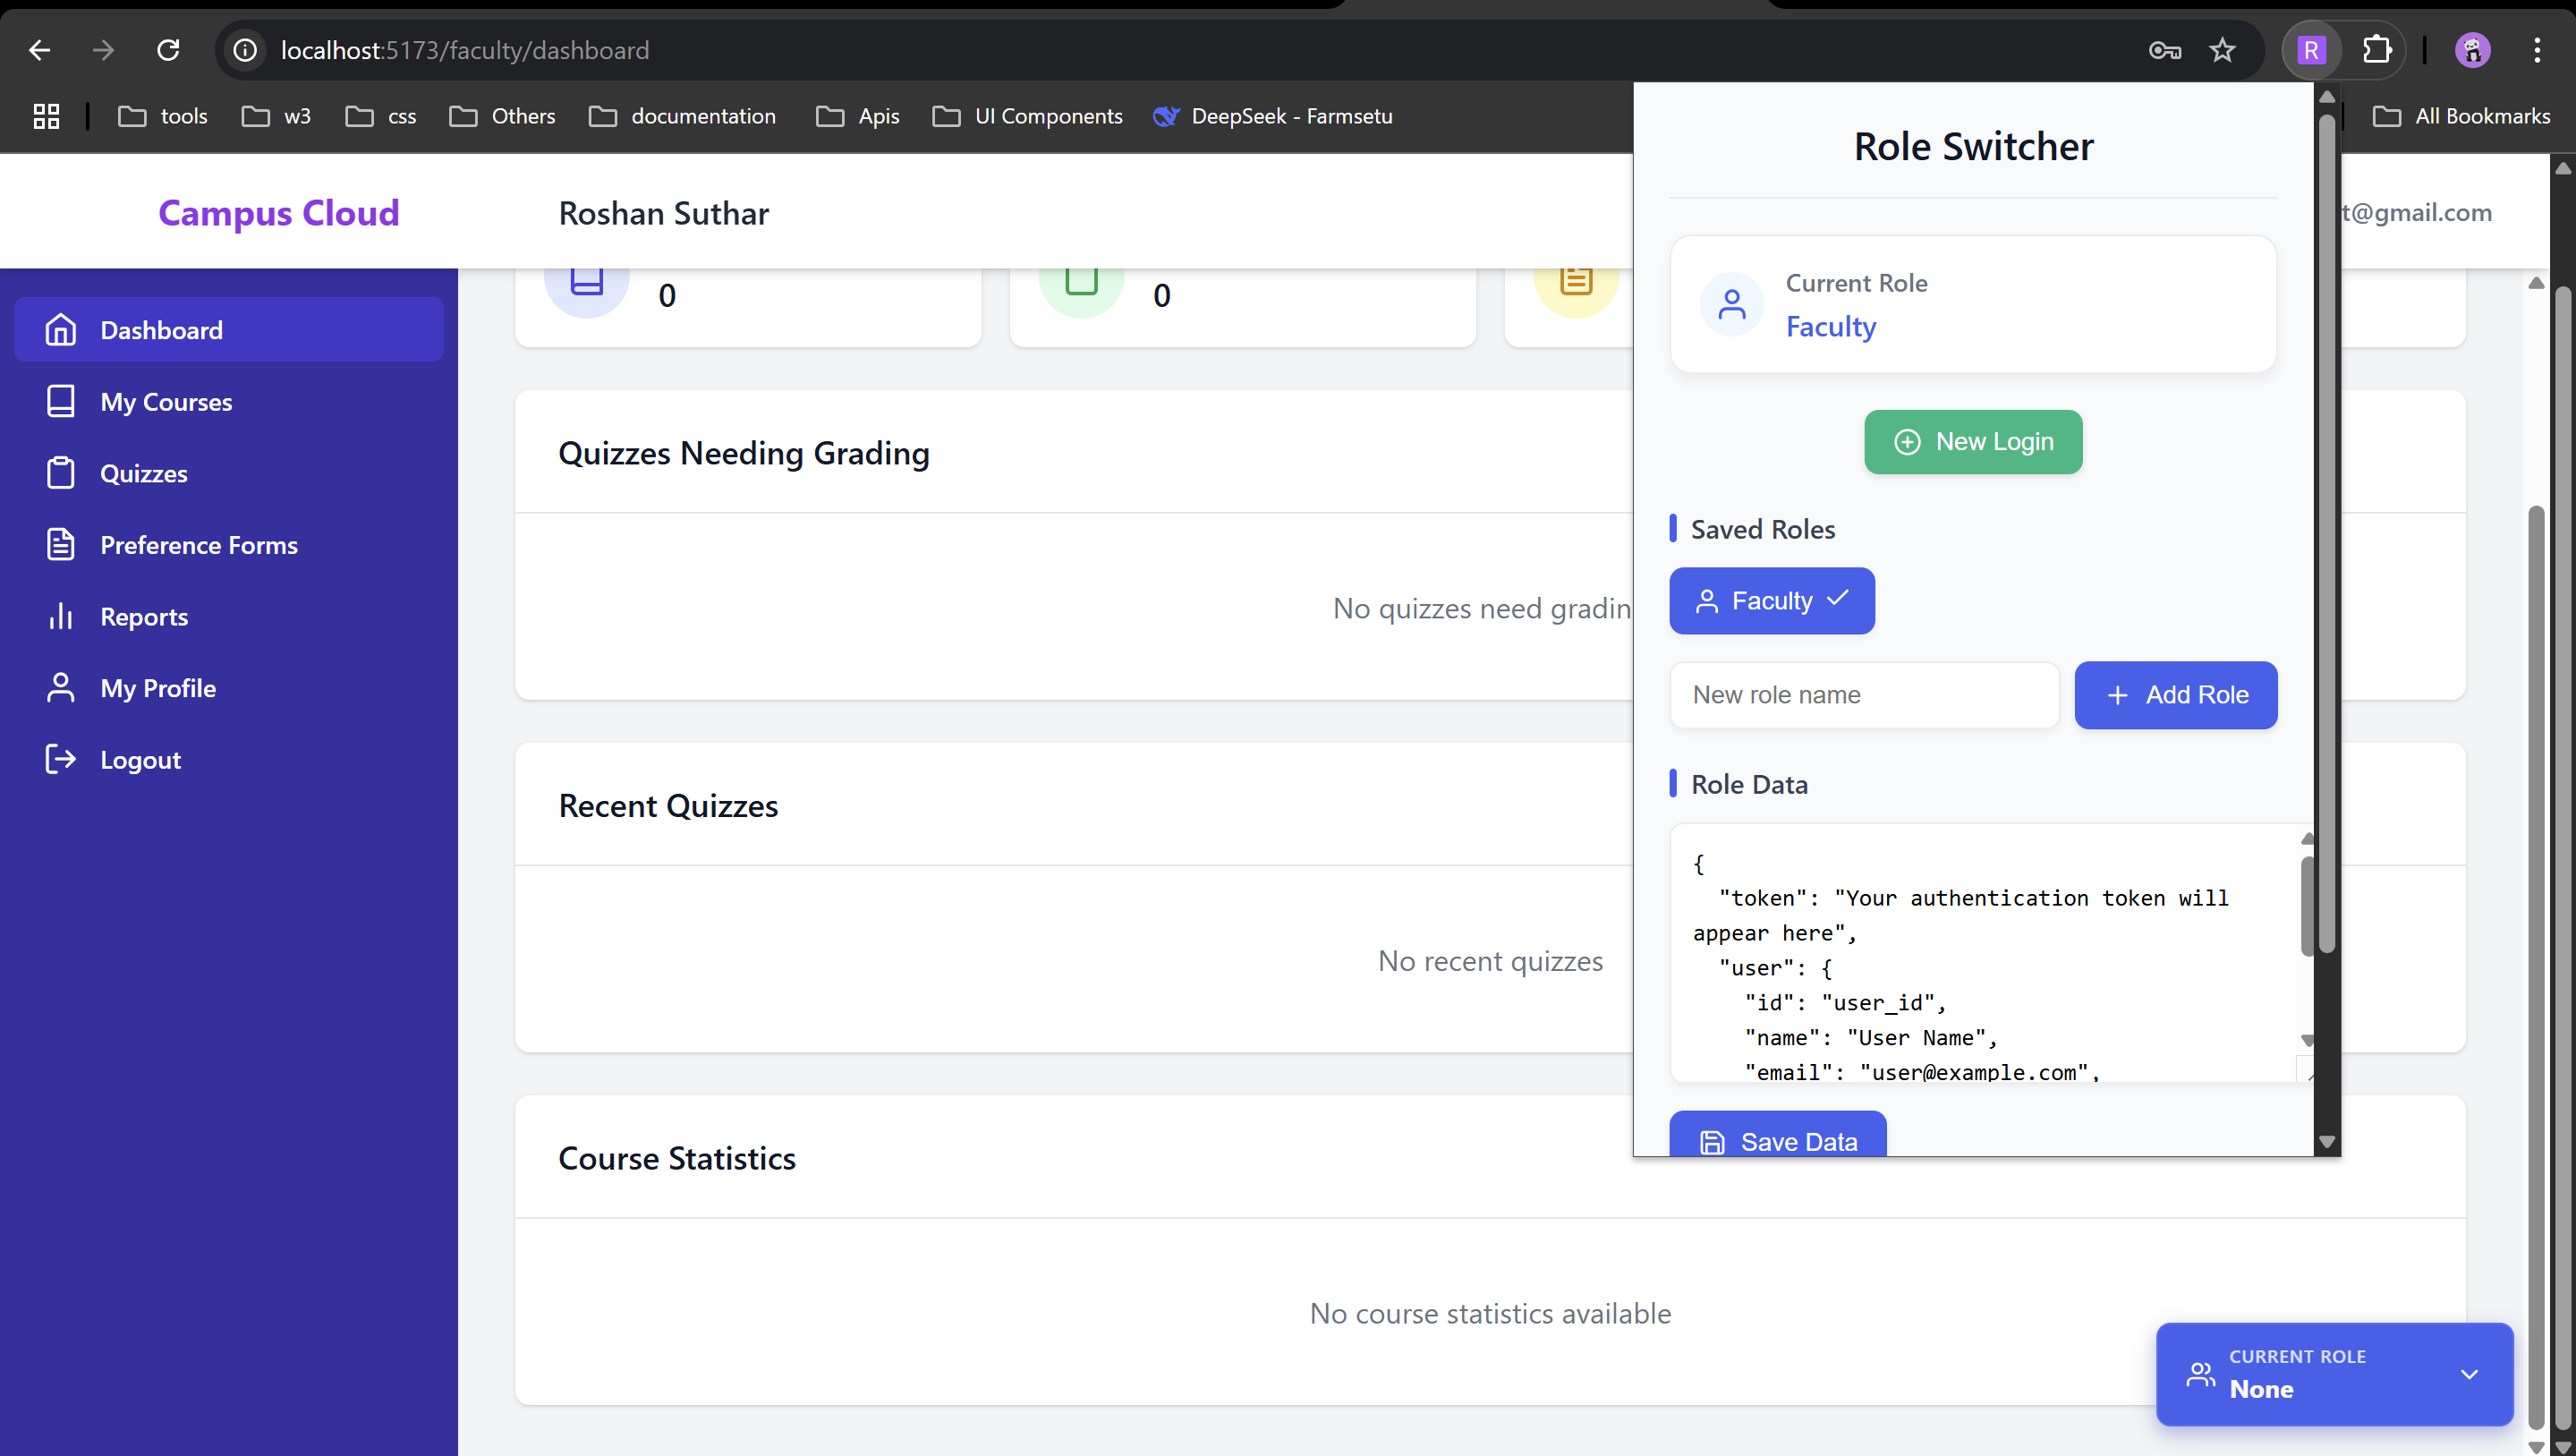 localhost:5173/faculty/dashboard
R
tools
w3
css
Others
documentation
Apis
UI Components
DeepSeek - Farmsetu
All Bookmarks
Campus Cloud
Roshan Suthar
t@gmail.com
Dashboard
My Courses
Quizzes
Preference Forms
Reports
My Profile
Logout
0
0
Quizzes Needing Grading
No quizzes need gradin
Recent Quizzes
No recent quizzes
Course Statistics
No course statistics available
Role Switcher
Current Role
Faculty
New Login
Saved Roles
Faculty
New role name
Add Role
Role Data
{
"token": "Your authentication token will
appear here",
"user": {
"id": "user_id",
"name": "User Name",
"email": "user@example.com",
Save Data
CURRENT ROLE
None